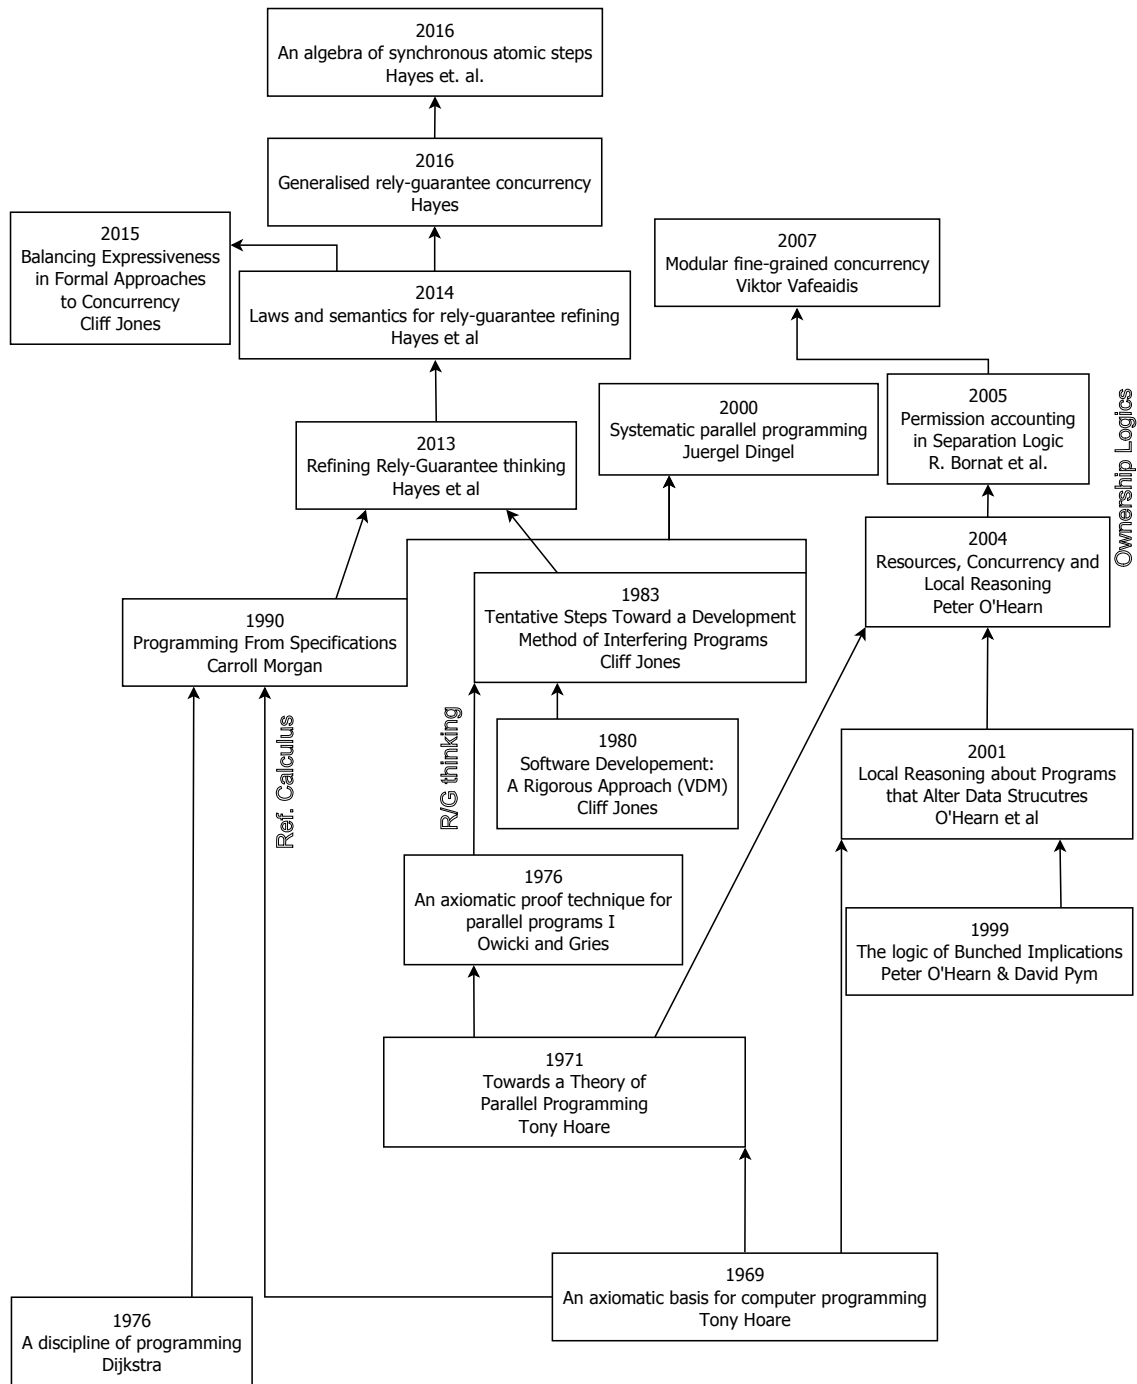 2016
An algebra of synchronous atomic steps
Hayes et. al.
2016
Generalised rely-guarantee concurrency
Hayes
2015
Balancing Expressiveness
in Formal Approaches
to Concurrency
Cliff Jones
2007
Modular fine-grained concurrency
Viktor Vafeaidis
2014
Laws and semantics for rely-guarantee refining
Hayes et al
2005
Permission accounting
in Separation Logic
R. Bornat et al.
2000
Systematic parallel programming
Juergel Dingel
2013
Refining Rely-Guarantee thinking
Hayes et al
Ownership Logics
2004
Resources, Concurrency and
Local Reasoning
Peter O'Hearn
1983
Tentative Steps Toward a Development
Method of Interfering Programs
Cliff Jones
1990
Programming From Specifications
Carroll Morgan
Ref. Calculus
R/G thinking
1980
Software Developement:
A Rigorous Approach (VDM)
Cliff Jones
2001
Local Reasoning about Programs
that Alter Data Strucutres
O'Hearn et al
1976
An axiomatic proof technique for
parallel programs I
Owicki and Gries
1999
The logic of Bunched Implications
Peter O'Hearn & David Pym
1971
Towards a Theory of
Parallel Programming
Tony Hoare
1969
An axiomatic basis for computer programming
Tony Hoare
1976
A discipline of programming
Dijkstra